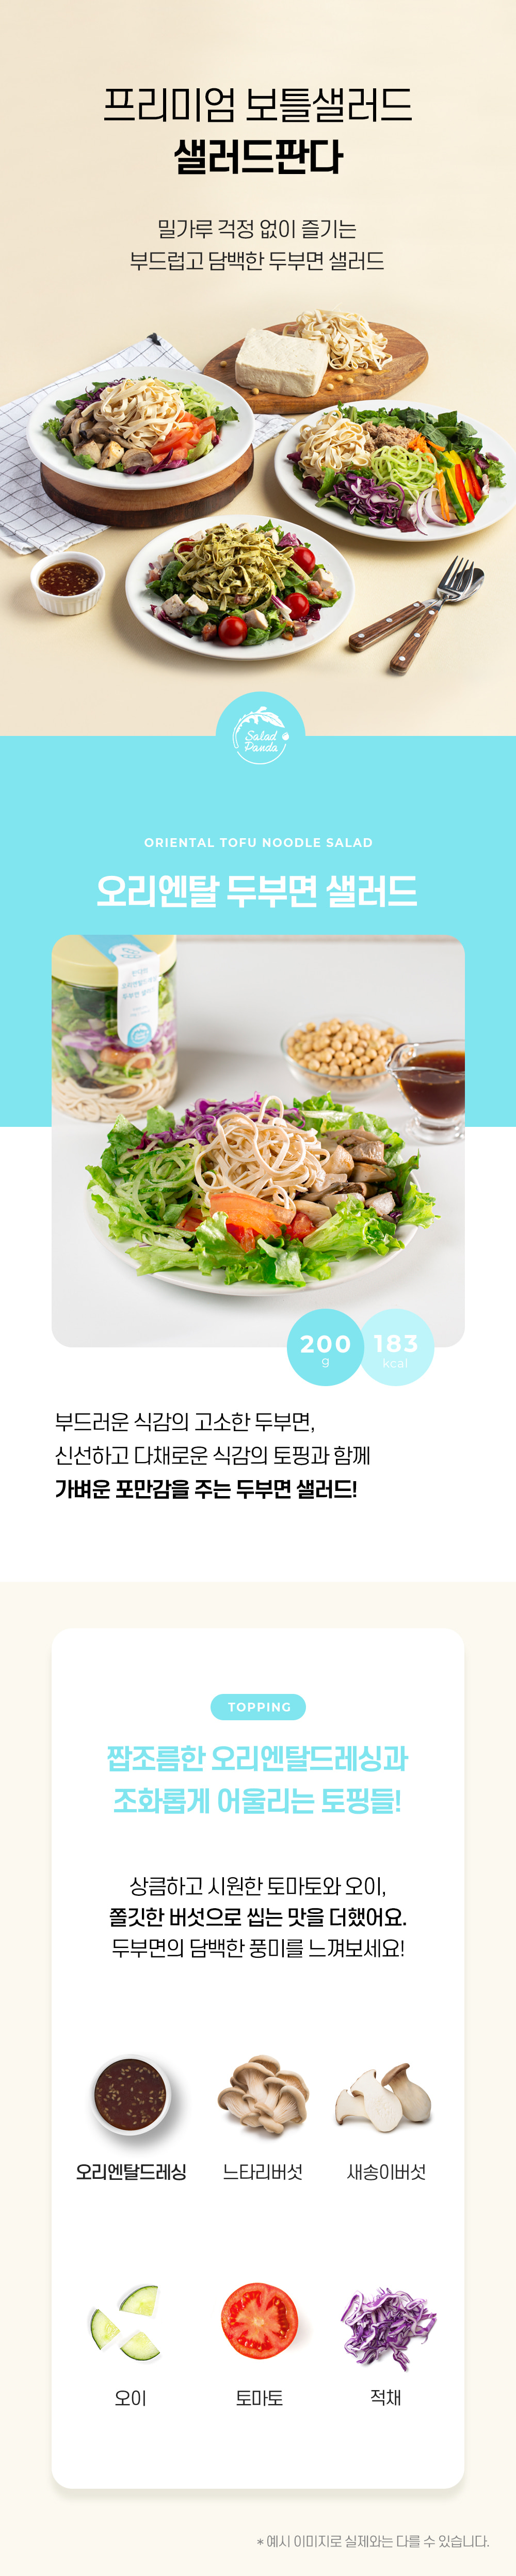 프리미엄 보틀샐러드
샐러드판다
밀가루 걱정 없이 즐기는
부드럽고 담백한 두부면 샐러드
Salad
Panda
ORIENTAL TOFU NOODLE SALAD
오리엔탈 두부면 샐러드
200
g
183
kcal
부드러운 식감의 고소한 두부면,
신선하고 다채로운 식감의 토핑과 함께
가벼운 포만감을 주는 두부면 샐러드!
TOPPING
짭조름한 오리엔탈드레싱과
조화롭게 어울리는 토핑들!
상큼하고 시원한 토마토와 오이,
쫄깃한 버섯으로 씹는 맛을 더했어요.
두부면의 담백한 풍미를 느껴보세요!
오리엔탈드레싱
느타리버섯
새송이버섯
오이
토마토
적채
* 예시 이미지로 실제와는 다를 수 있습니다.